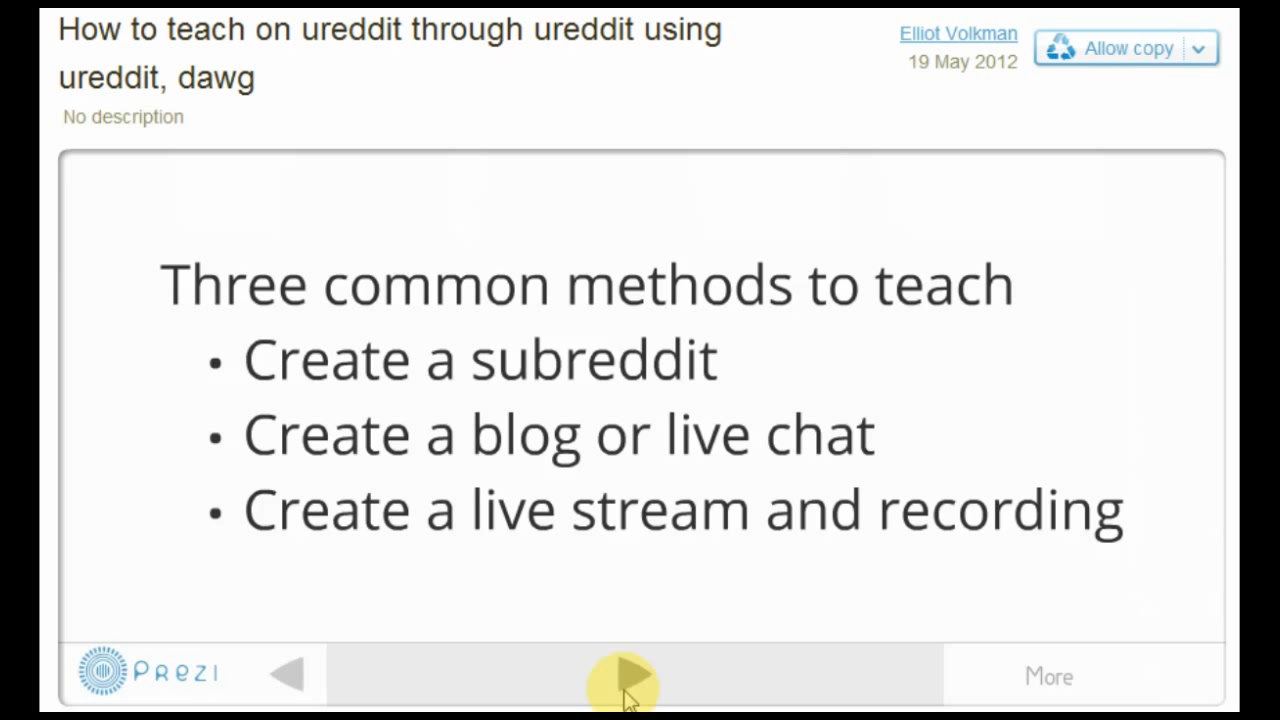 How to teach on ureddit through ureddit using
ureddit, dawg
No description
Elliot Volkman
19 May 2012
Allow copy
Three common methods to teach
• Create a subreddit
• Create a blog or live chat
• Create a live stream and recording
Prezi
More